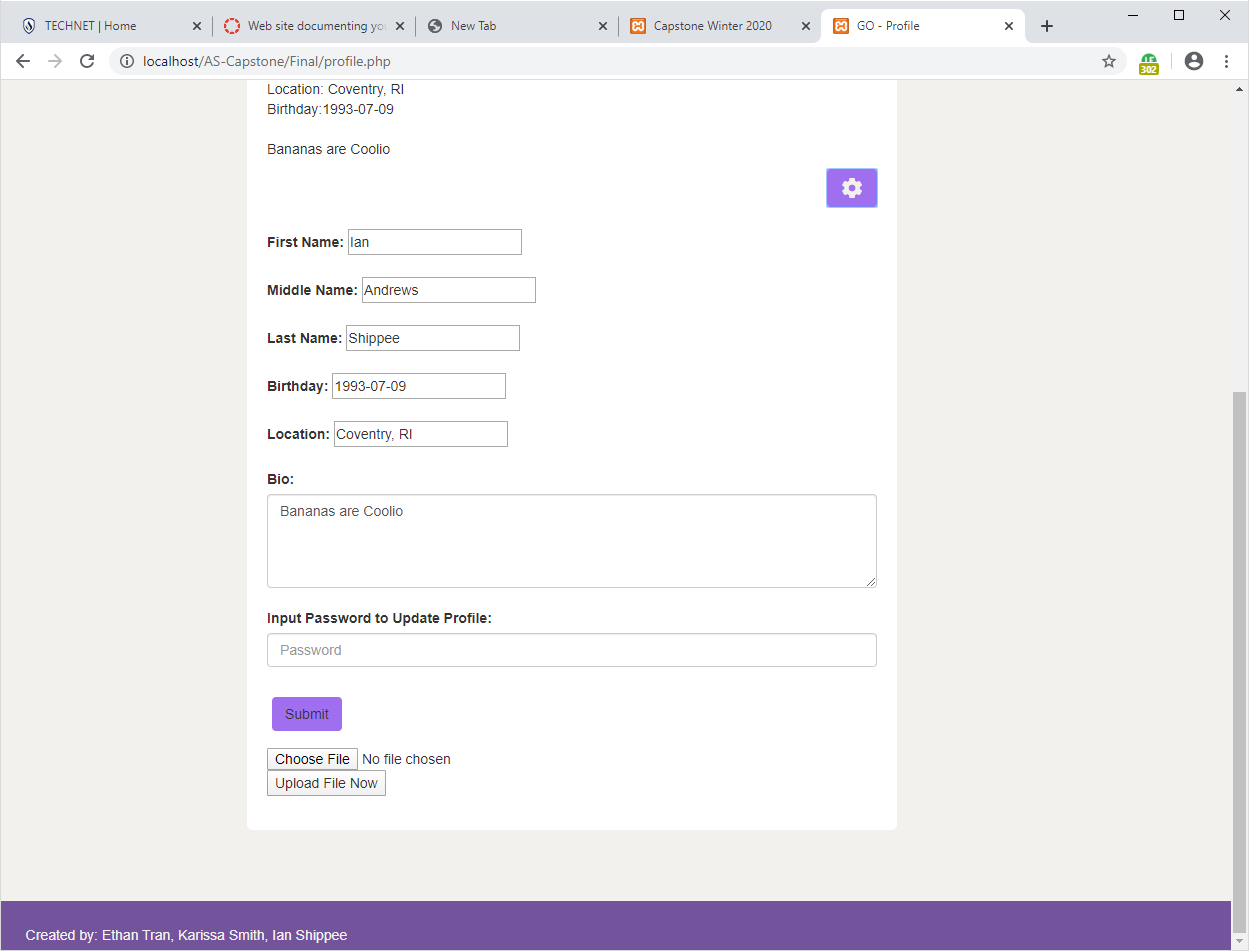 TECHNET | Home
Web site documenting you
New Tab
Capstone Winter 2020
GO - Profile
localhost/AS-Capstone/Final/profile.php
302
Location: Coventry, RI
Birthday:1993-07-09
Bananas are Coolio
First Name: Ian
Middle Name: Andrews
Last Name: Shippee
Birthday: 1993-07-09
Location: Coventry, RI
Bio:
Bananas are Coolio
Input Password to Update Profile:
Password
Submit
Choose File No file chosen
Upload File Now
Created by: Ethan Tran, Karissa Smith, Ian Shippee